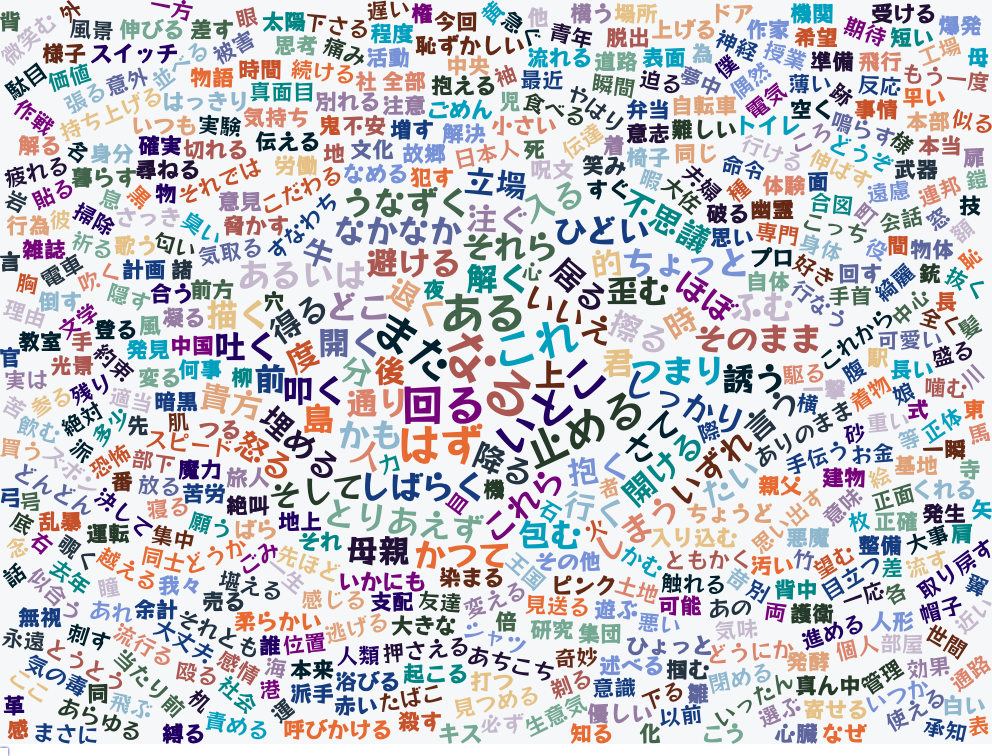 背 外 風景 伸びる 一方 差す 眼 太陽 下さる 遅い 権 今回 黄 急ぐ 他 構う 場所 ドア 作家 機関 受ける 爆発
微笑む 様子 スイッチ 並べる 被害 思考 痛み 程度 恥ずかしい 流れる 青年 脱出 上げる 神経 希望 期待 短い
駄目 価値 張る 意外 物語 時間 続ける 活動 中央 袖 最近 道路 表面 為 僕 授業 準備 飛行 工場 母
作戦 持ち上げる はっきり 真面目 社 全部 抱える 瞬間 迫る 夢中 偶然 薄い 反応 もう 一度
解る いつも 実験 気持ち 別れる 注意 ごめん 児 食べる やはり 弁当 自転車 電気 空く 跡 事情 早い
疲れる 名 身分 確実 切れる 鬼 不安 増す 解決 小さい 伝達 意志 難しい トイレ ころ 鳴らす 様 本部 似る
岩 暮らす 尋ねる 伝える 労働 地 文化 故郷 日本人 死 着 椅子 同じ 行ける どうぞ 本当 扉
貼る 息 黒 物 それでは こだわる なめる 犯す 立場 呪文 笑み 暇 夫婦 命令 伸ばす 武器
行為 彼 掃除 さっき 臭い 意見 脅かす うなずく 注ぐ 入る すぐ 不思議 大佐 種 体験 面 遠慮 連邦 鎧
雑誌 祈る 歌う 匂い 気取る すなわち 牛 なかなか それら ひどい 破る 幽霊 思い 専門 合図 こっち 町 会話 窓 技
言 胸 電車 吹く 計画 諸 あるいは 避ける 解く 心 居る 的 ちょっと プロ 好き 身体 役 間 物体 額 恥
理由 倒す 隠す 合う 前方 穴 どこ 退く 夜 ある いいえ 歪む ほぼ 自体 ふむ 行なう 回す 手首 綺麗 銃 抜く
教室 文学 手 登る 風 凝る 描く 得る 開く また さ これ 擦る 時 そのまま これから 中心 長 全く 髪
官 光景 約束 発見 中国 吐く 度 分 後 る 上 こ 君 つまり 誘う 可愛い 駅 盛る
実は 残り 変る 何事 柳 前 叩く 通り 回る と しっかり 駆る 一撃 腹 長い 噛む 川
苦 参る 適当 暗黒 貴方 島 かも はず い 止める さて 際 言う 横 ありのまま 着物 娘 式 東
飲む 絶対 多少 先 肌 つる 怒る 埋める 人 力 降る 開ける いずれ 砂 重い 等 正体 馬
買う 派 恐怖 スピード 部下 魔力 旅人 そして しばらく 機 皿 これら 石 抱く 者 たい 親父 手伝う お金 建物 絵 基地 一瞬 寺
どんどん スポーツ 番 放る 苦労 絶叫 とりあえず 行く しまう ちょうど 思い出す 意味 枚 正面 くれる
弓 号 決して 寝る 願う ばら 地上 それ 包む 火 入り込む 悪魔 正確 発生 矢
底 乱暴 運転 集中 どうか ごみ 先ほど 母親 かつて その他 かむ ともかく 汚い 竹 望む 整備 大事 肩
念 右 覗く 越える 同士 一生 いかにも 染まる 王国 ピンク 土地 触れる 音 別 背中 目立つ 差 流す 取り戻す
話 似合う 去年 瞳 我々 堪える 感じる 支配 友達 変える 見送る 遊ぶ 可能 あの 両 護衛 一応 各 翼
無視 あれ 余計 売る 柔らかい 逃げる 大きな 倍 研究 集団 悪い 気味 進める 人形 帽子 近い
永遠 刺す 流行る 大丈夫 それとも 誰 位置 人類 押さえる シャツ あちこち 奇妙 ひょっと どうにか 発酵 個人 部屋 世間
ここ 気の毒 とうとう 当たり前 殴る 感情 海 本来 浴びる 起こる 打つ 剃る 述べる 掴む 閉める いったん 真ん中 管理 効果 通路
革 同 飛ぶ 机 社会 港 派手 赤い たばこ 見つめる 意識 下る 雛 こういった 選ぶ 寄せる いつか 使える 白い
感 まさに あらゆる 縛る 責める 運 呼びかける 殺す キス 必ず 生意気 優しい 知る 化 以前 心臓 なぜ 承知 表